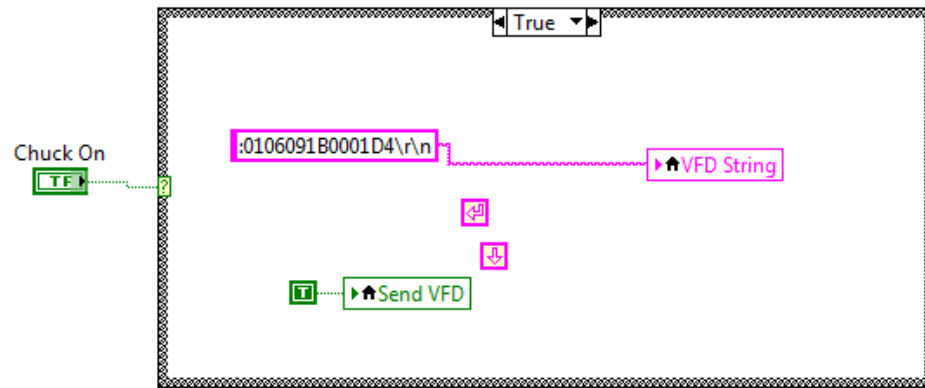 True
:0106091B0001D4\r\n
Chuck On
VFD String
TF
?
T
Send VFD